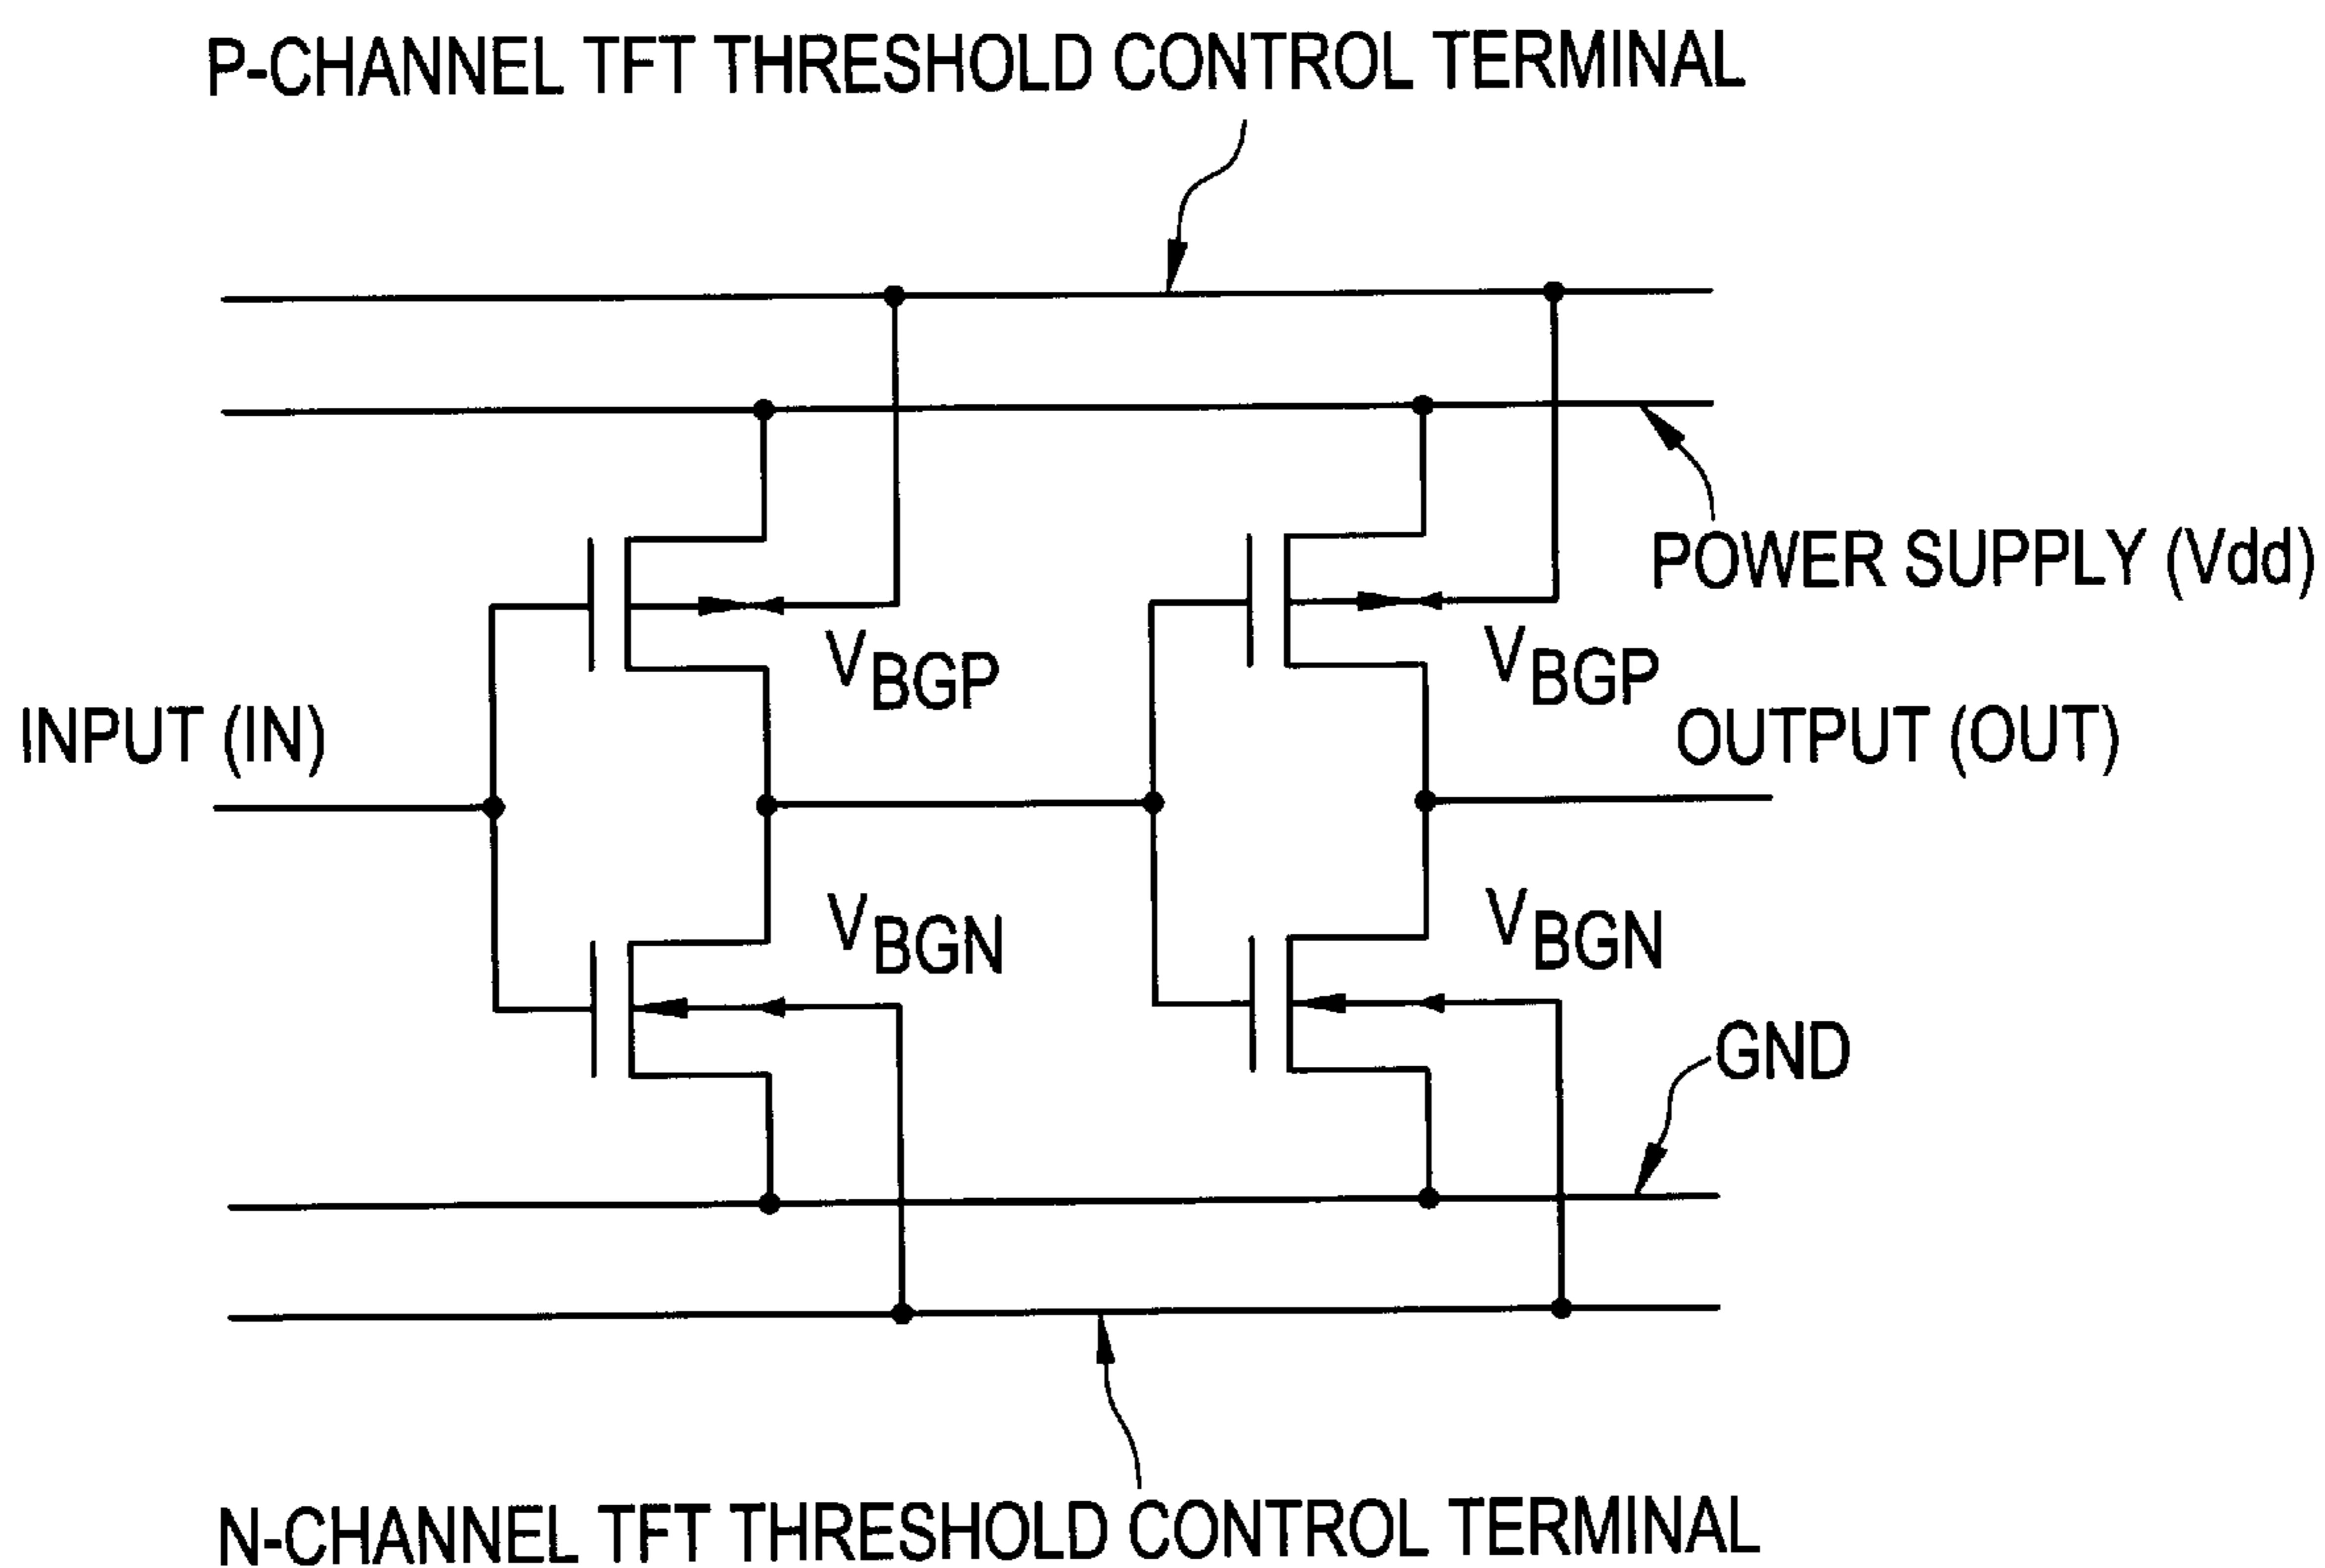 P-CHANNEL TFT THRESHOLD CONTROL TERMINAL
POWER SUPPLY (Vdd)
VBGP
VBGP
INPUT (IN)
OUTPUT (OUT)
VBGN
VBGN
GND
N-CHANNEL TFT THRESHOLD CONTROL TERMINAL